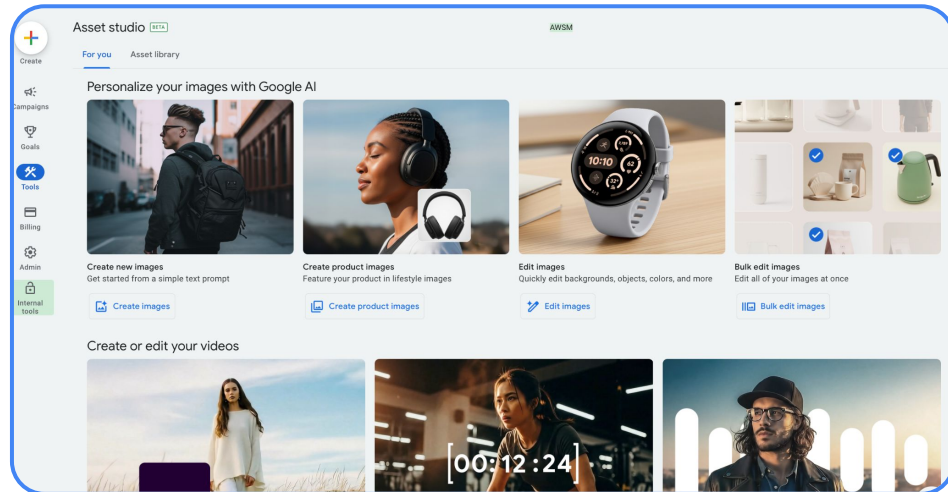 Asset studio BETA
AWSM
Create
For you
Asset library
Campaigns
Goals
Tools
Billing
Admin
Internal
tools
Personalize your images with Google AI
10:10
62
32°
Create new images
Get started from a simple text prompt
Create images
Create product images
Feature your product in lifestyle images
Create product images
Edit images
Quickly edit backgrounds, objects, colors, and more
Edit images
Bulk edit images
Edit all of your images at once
Bulk edit images
Create or edit your videos
[00:12:24]